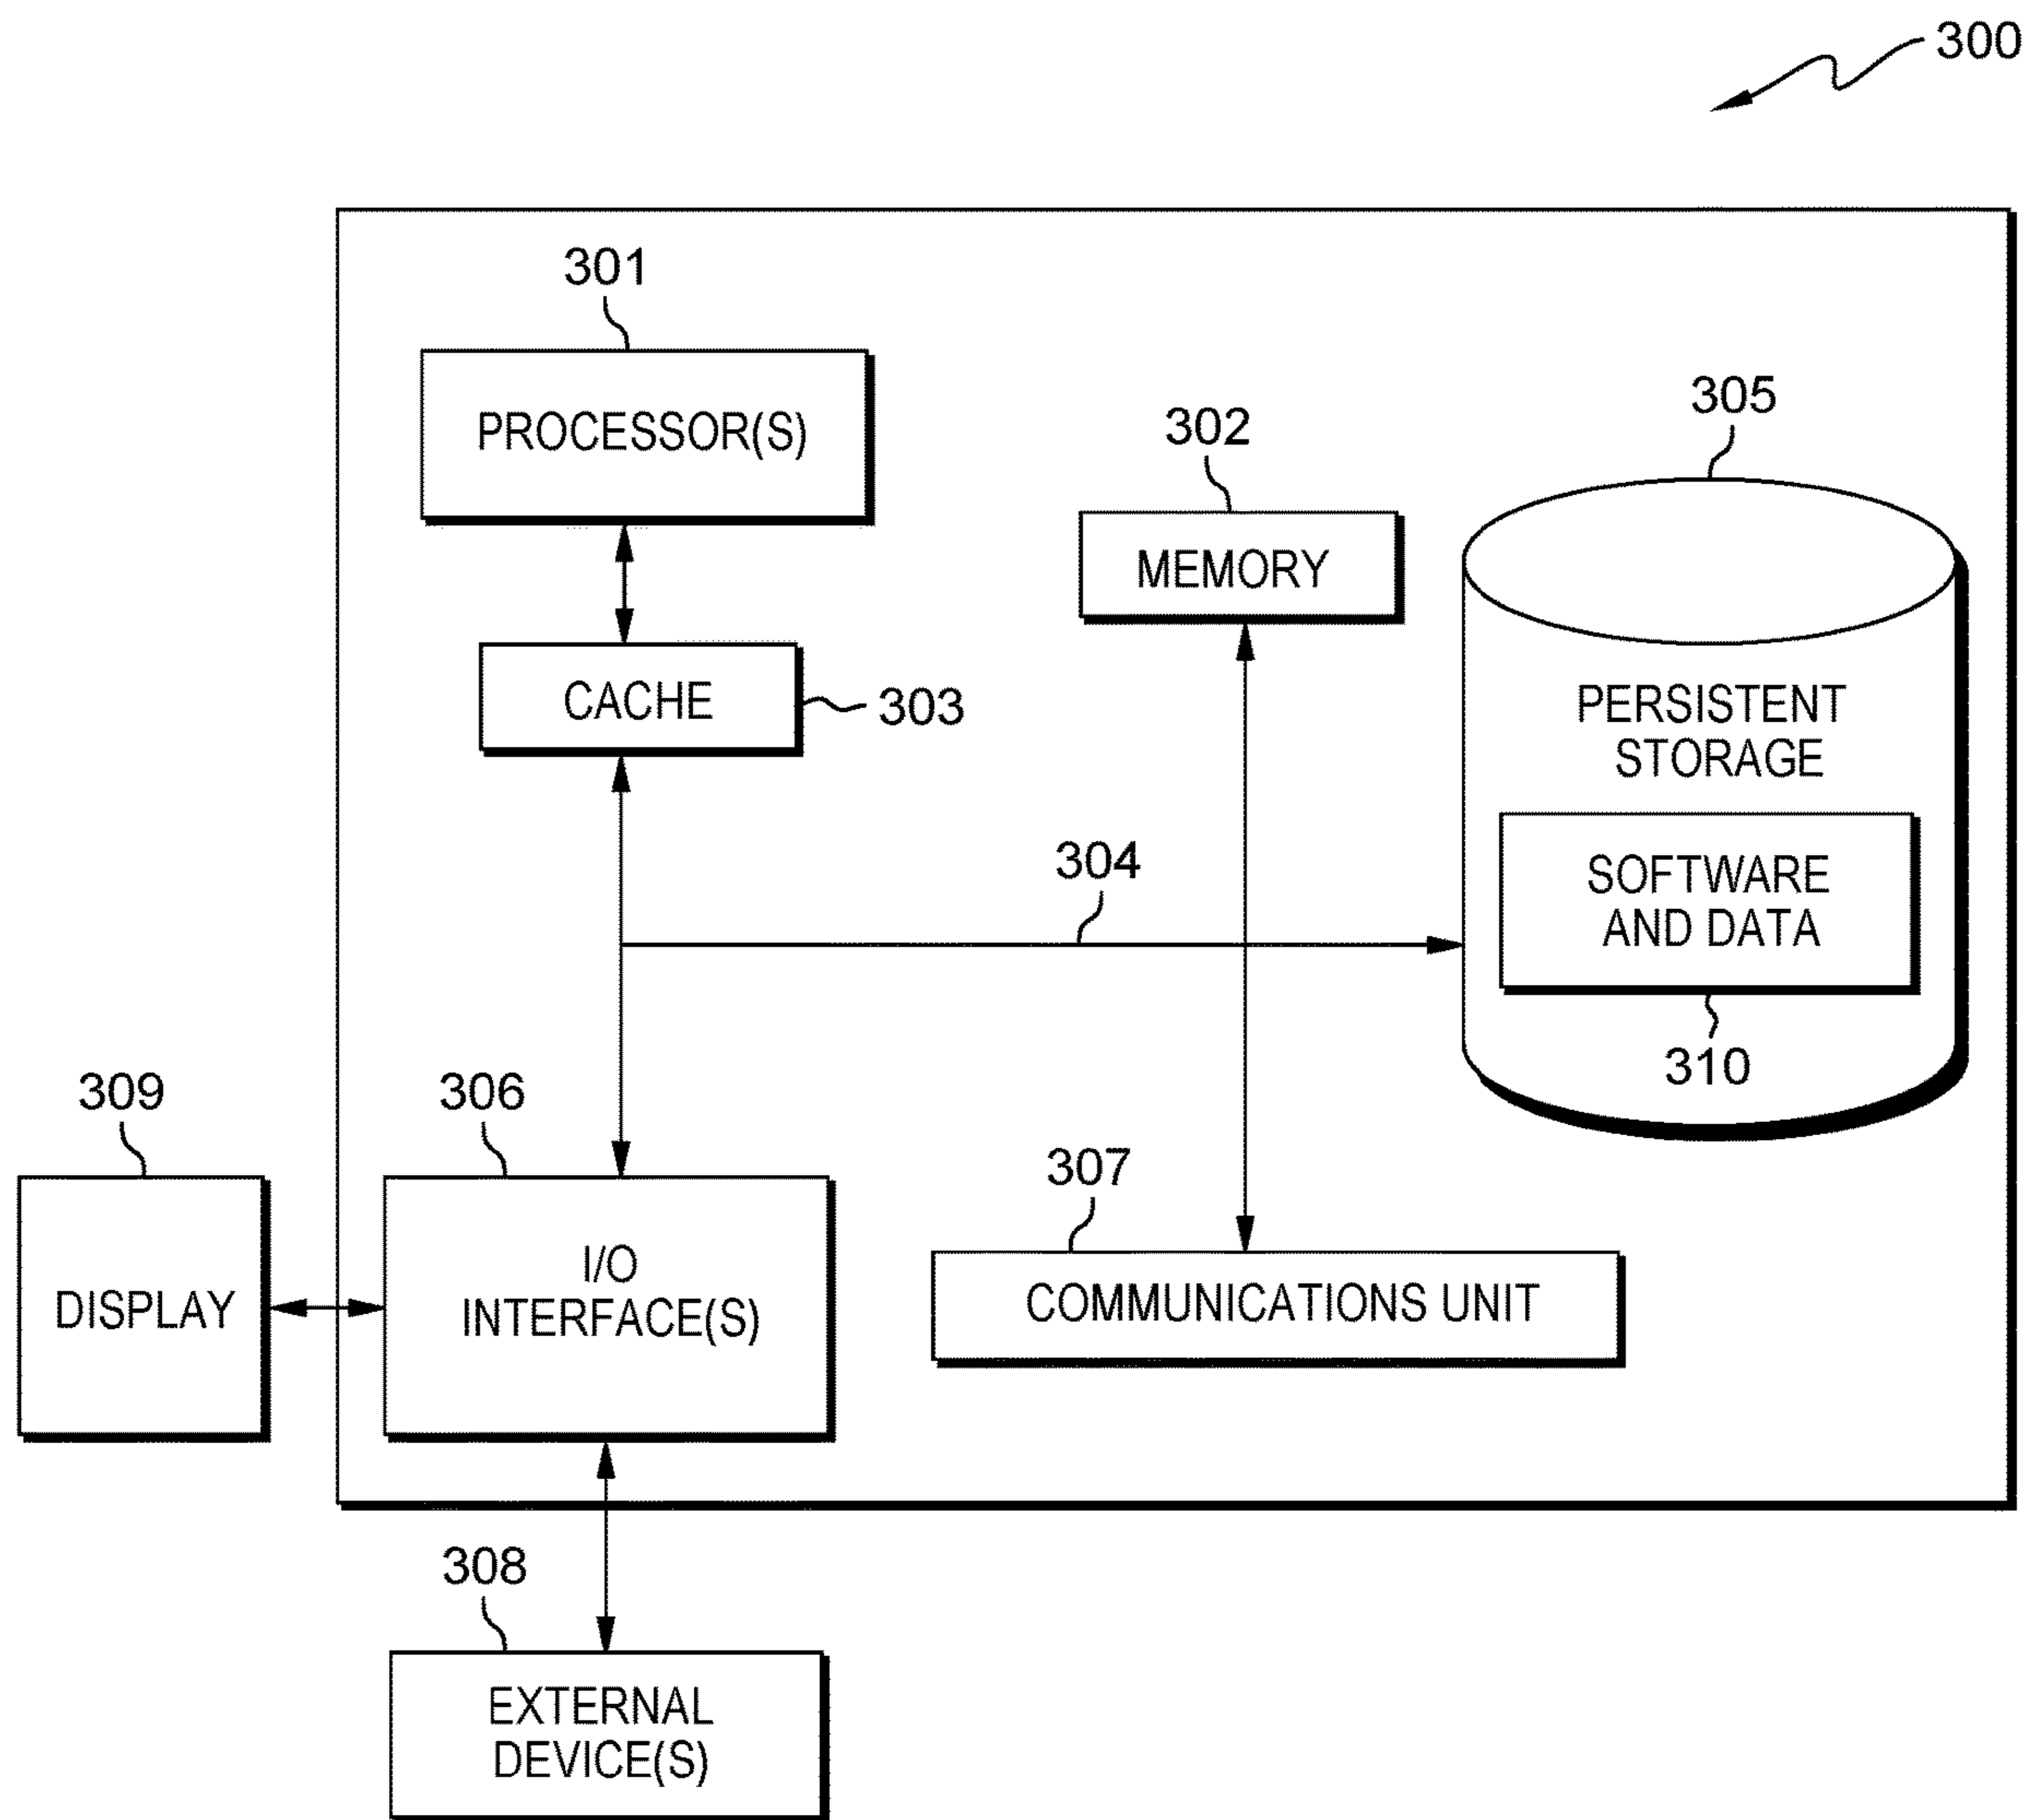 300
301
PROCESSOR(S)
305
302
MEMORY
CACHE
303
PERSISTENT
STORAGE
304
SOFTWARE
AND DATA
310
309
306
307
DISPLAY
I/O
INTERFACE(S)
COMMUNICATIONS UNIT
308
EXTERNAL
DEVICE(S)